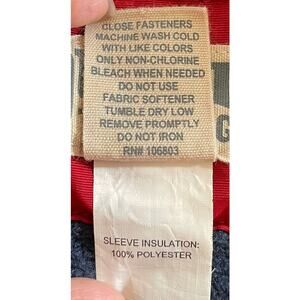 CLOSE FASTENERS
MACHINE WASH COLD
WITH LIKE COLORS
ONLY NON-CHLORINE
BLEACH WHEN NEEDED
DO NOT USE
FABRIC SOFTENER
TUMBLE DRY LOW
REMOVE PROMPTLY
DO NOT IRON
RN# 106803
SLEEVE INSULATION:
100% POLYESTER